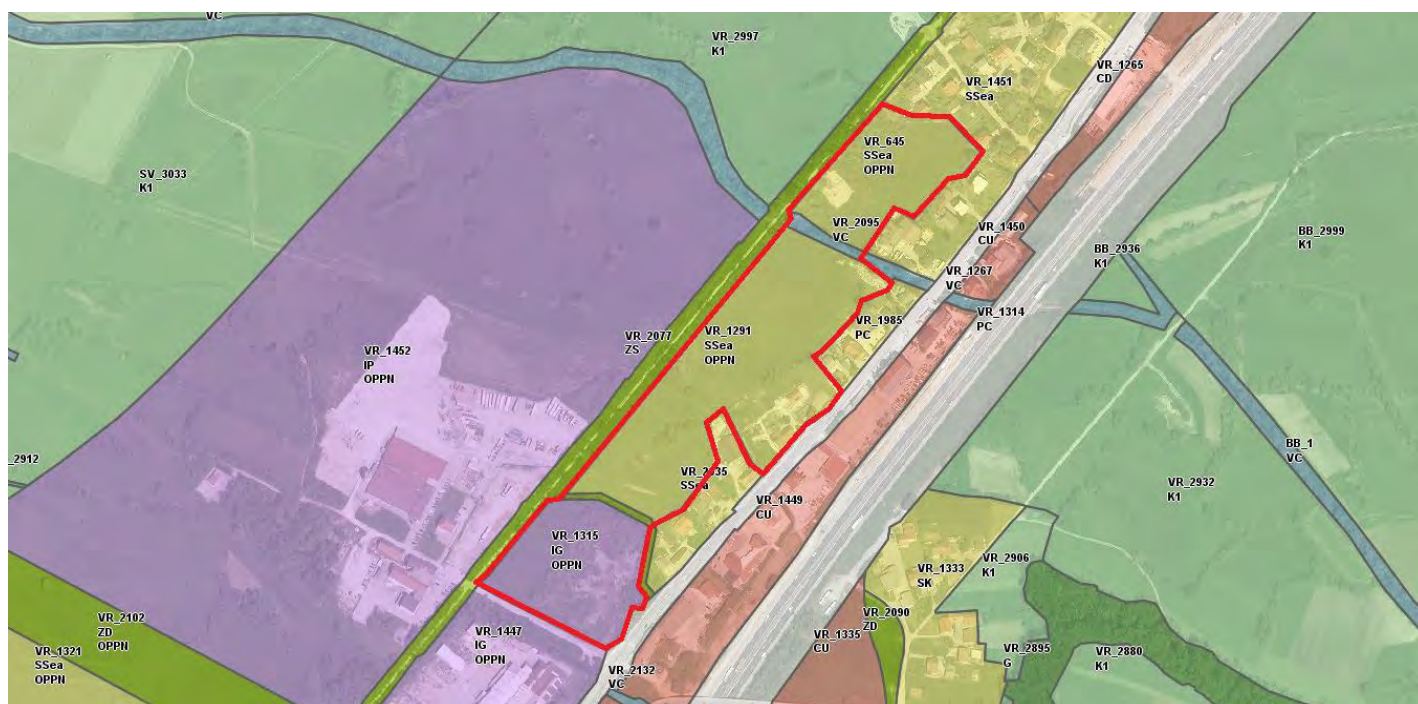 VC
VR_2997
K1
VR_1265
CD
VR_1451
SSea
VR_645
SSea
OPPN
SV_3033
K1
VR_2095
VC
VR_1450
CU
BB_2999
K1
BB_2936
K1
VR_1267
VC
VR_1314
PC
VR_1985
PC
VR_2077
ZS
VR_1291
SSea
OPPN
VR_1452
IP
OPPN
BB_1
VC
_2912
SSea
VR_2932
K1
VR_1449
CU
VR_1315
IG
OPPN
VR_2906
K1
VR_1333
SK
VR_2102
ZD
OPPN
VR_2090
ZD
VR_1447
IG
OPPN
VR_1335
CU
VR_1321
SSea
OPPN
VR_2895
G
VR_2880
K1
VR_2132
VC